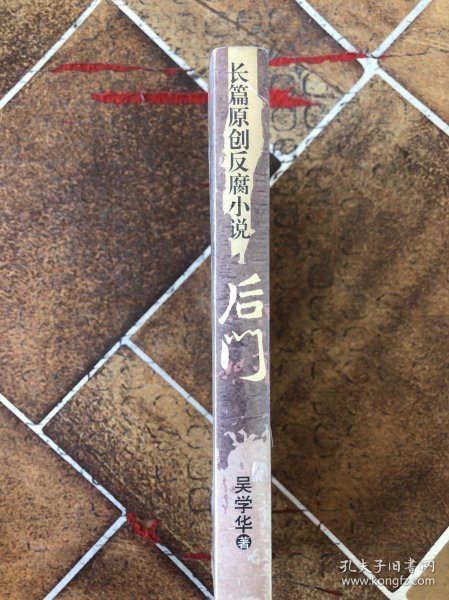 长篇原创反腐小说
后门
吴学华 著
孔夫子旧书网
www.kongfz.com